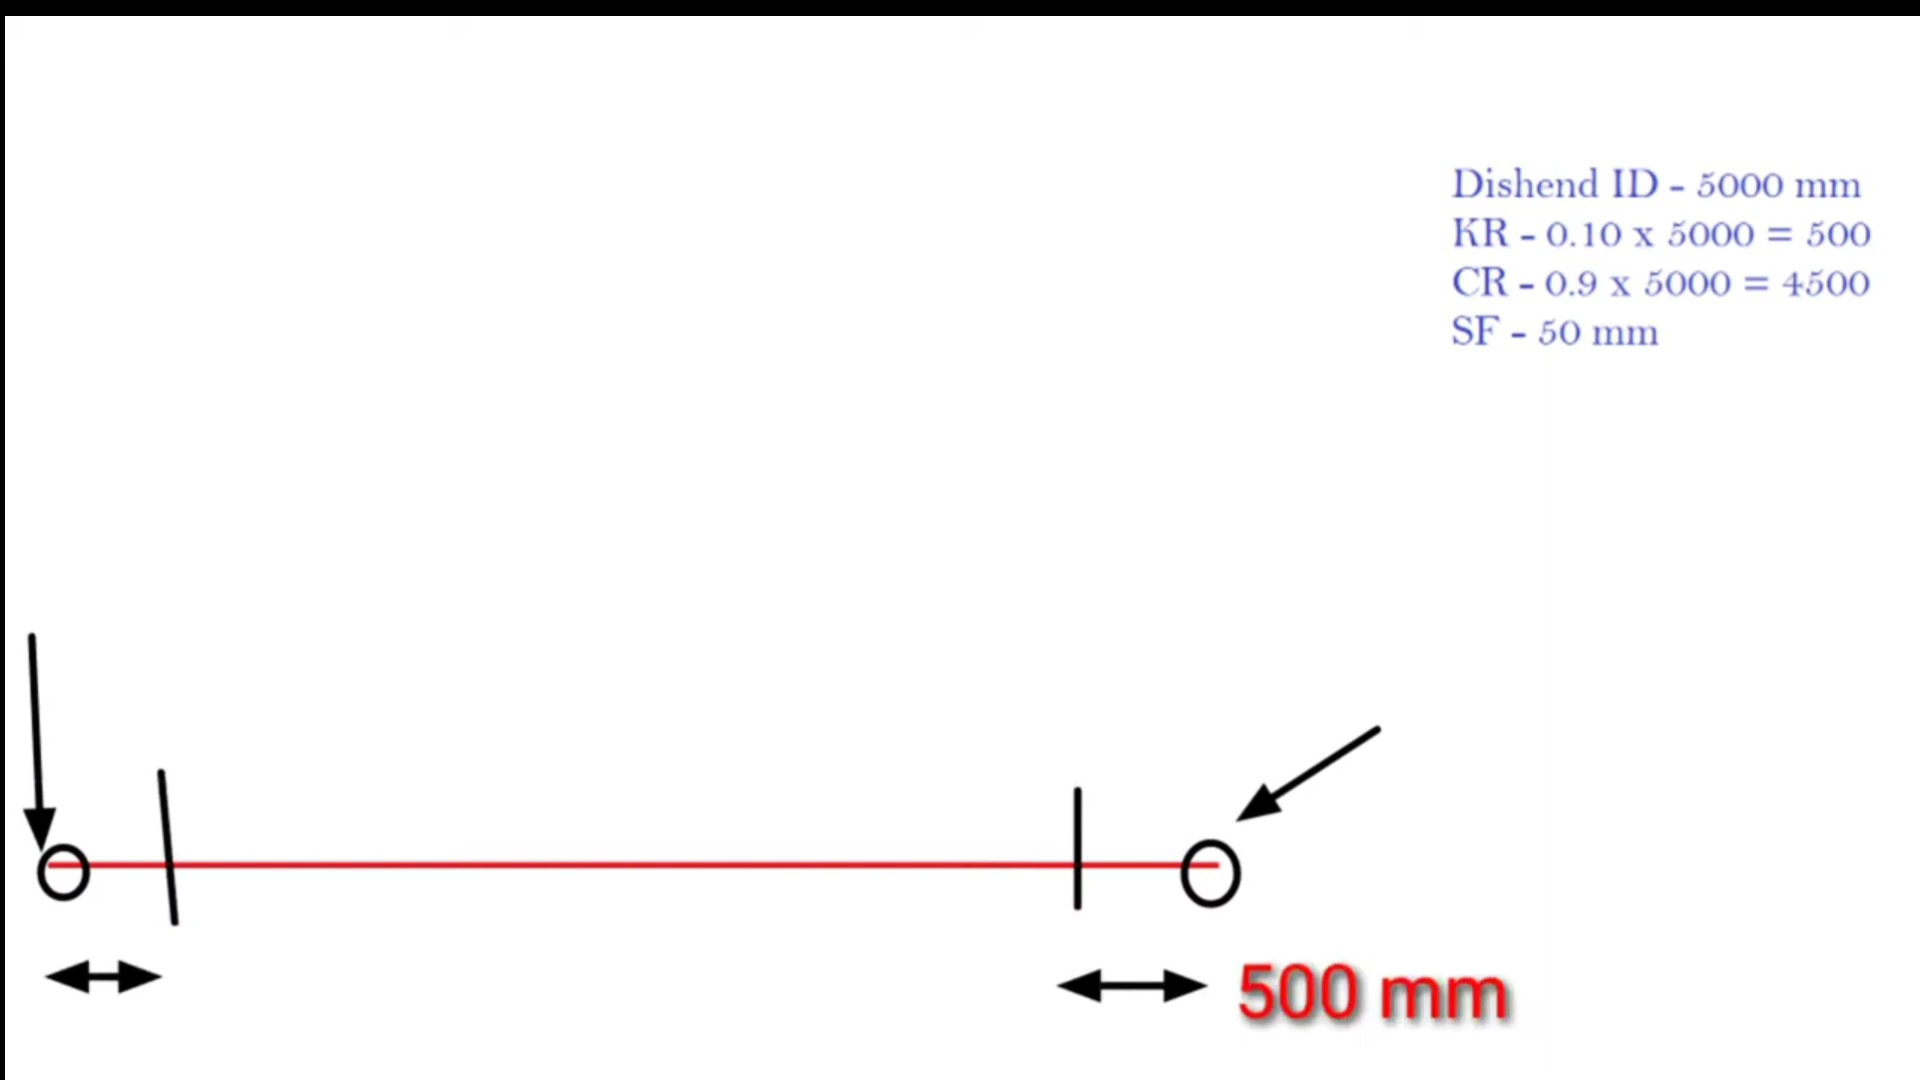 Dishend ID - 5000 mm
KR - 0.10 x 5000 = 500
CR - 0.9 x 5000 = 4500
SF - 50 mm
500 mm